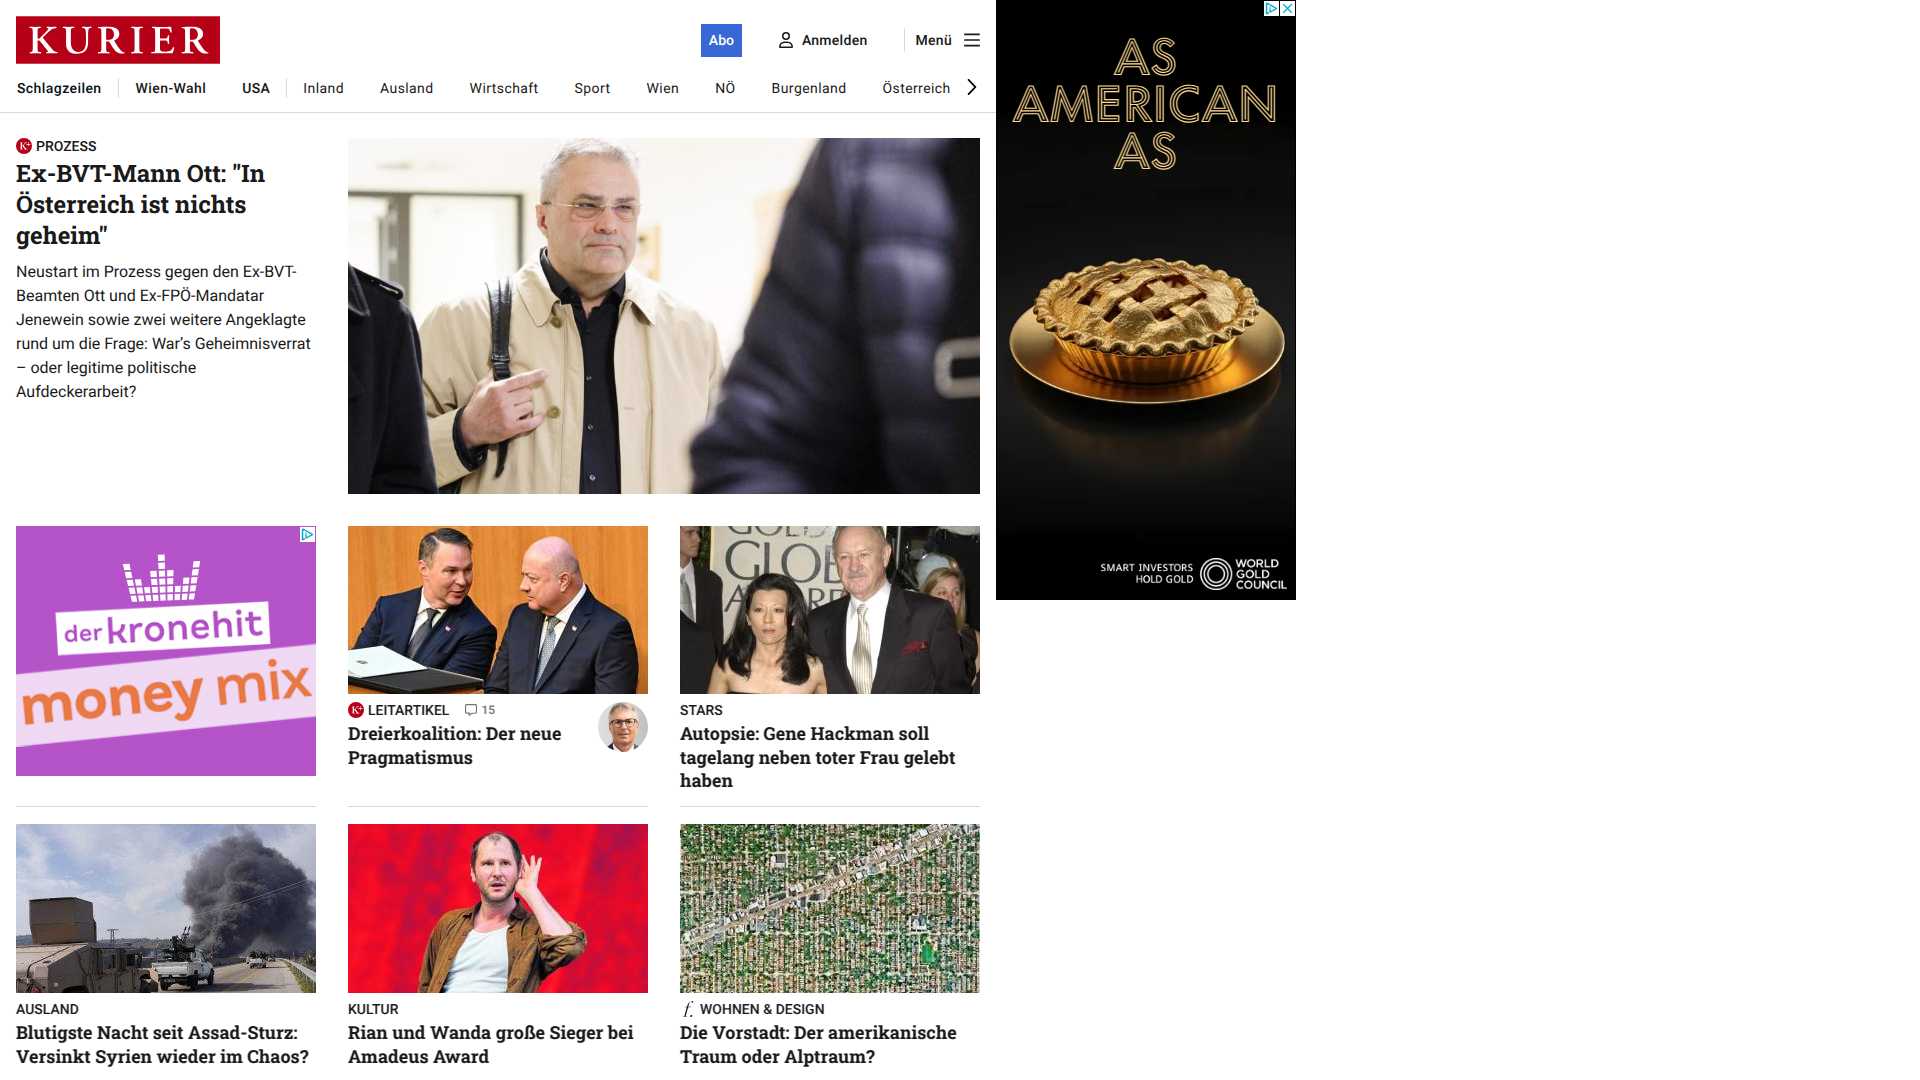 KURIER
Abo
Anmelden
Menü
Schlagzeilen
Wien-Wahl
USA
Inland
Ausland
Wirtschaft
Sport
Wien
NÖ
Burgenland
Österreich
K+ PROZESS
Ex-BVT-Mann Ott: "In
Österreich ist nichts
geheim"
Neustart im Prozess gegen den Ex-BVT-
Beamten Ott und Ex-FPÖ-Mandatar
Jenewein sowie zwei weitere Angeklagte
rund um die Frage: War's Geheimnisverrat
– oder legitime politische
Aufdeckerarbeit?
AS
AMERICAN
AS
SMART INVESTORS
HOLD GOLD
WORLD
GOLD
COUNCIL
der kronehit
money mix
K+ LEITARTIKEL 15
Dreierkoalition: Der neue
Pragmatismus
GOLD
GLOB
STARS
Autopsie: Gene Hackman soll
tagelang neben toter Frau gelebt
haben
AUSLAND
Blutigste Nacht seit Assad-Sturz:
Versinkt Syrien wieder im Chaos?
KULTUR
Rian und Wanda große Sieger bei
Amadeus Award
f. WOHNEN & DESIGN
Die Vorstadt: Der amerikanische
Traum oder Alptraum?